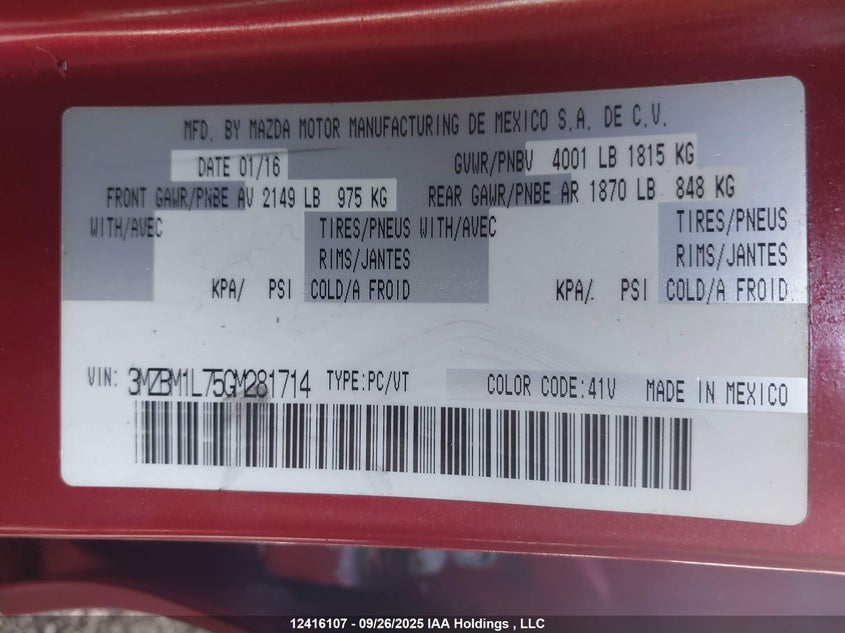 MFD. BY MAZDA MOTOR MANUFACTURING DE MEXICO S.A. DE C.V.
DATE 01/16 GVWR/PNBV 4001 LB 1815 KG
FRONT GAWR/PNBE AV 2149 LB 975 KG REAR GAWR/PNBE AR 1870 LB 848 KG
WITH/AVEC TIRES/PNEUS WITH/AVEC TIRES/PNEUS
RIMS/JANTES RIMS/JANTES
KPA/ PSI COLD/A FROID KPA/ PSI COLD/A FROID
VIN: 3MZBM1L75GM281714 TYPE:PC/VT COLOR CODE:41V MADE IN MEXICO
12416107 - 09/26/2025 IAA Holdings , LLC